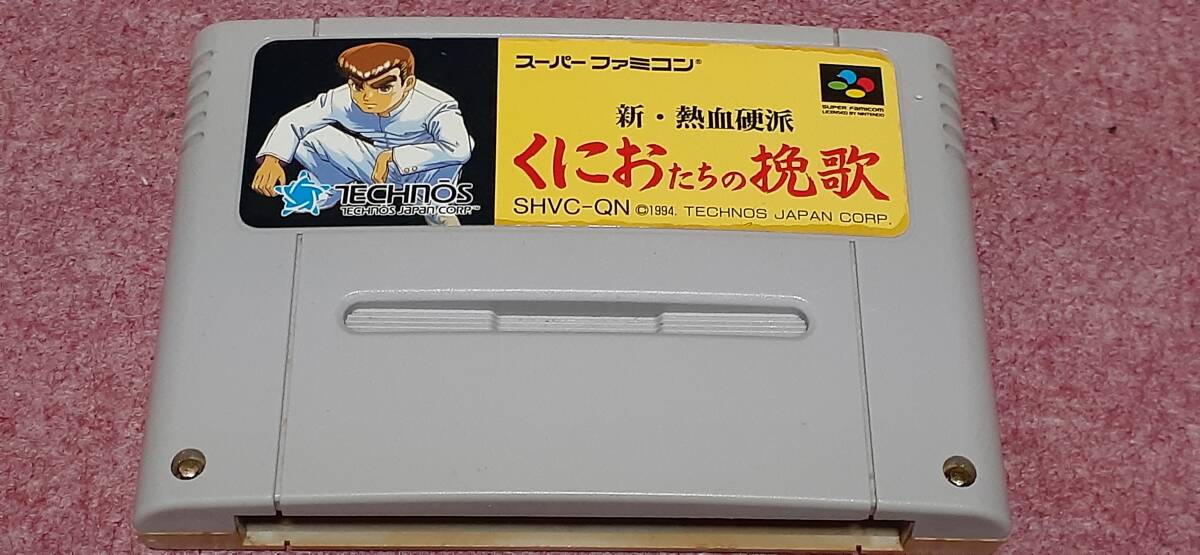 スーパーファミコン®
SUPER FAMICOM
LICENSED BY NINTENDO
新・熱血硬派
くにおたちの挽歌
TECHNOS
TECHNOS JAPAN CORP.™
SHVC-QN ©1994. TECHNOS JAPAN CORP.